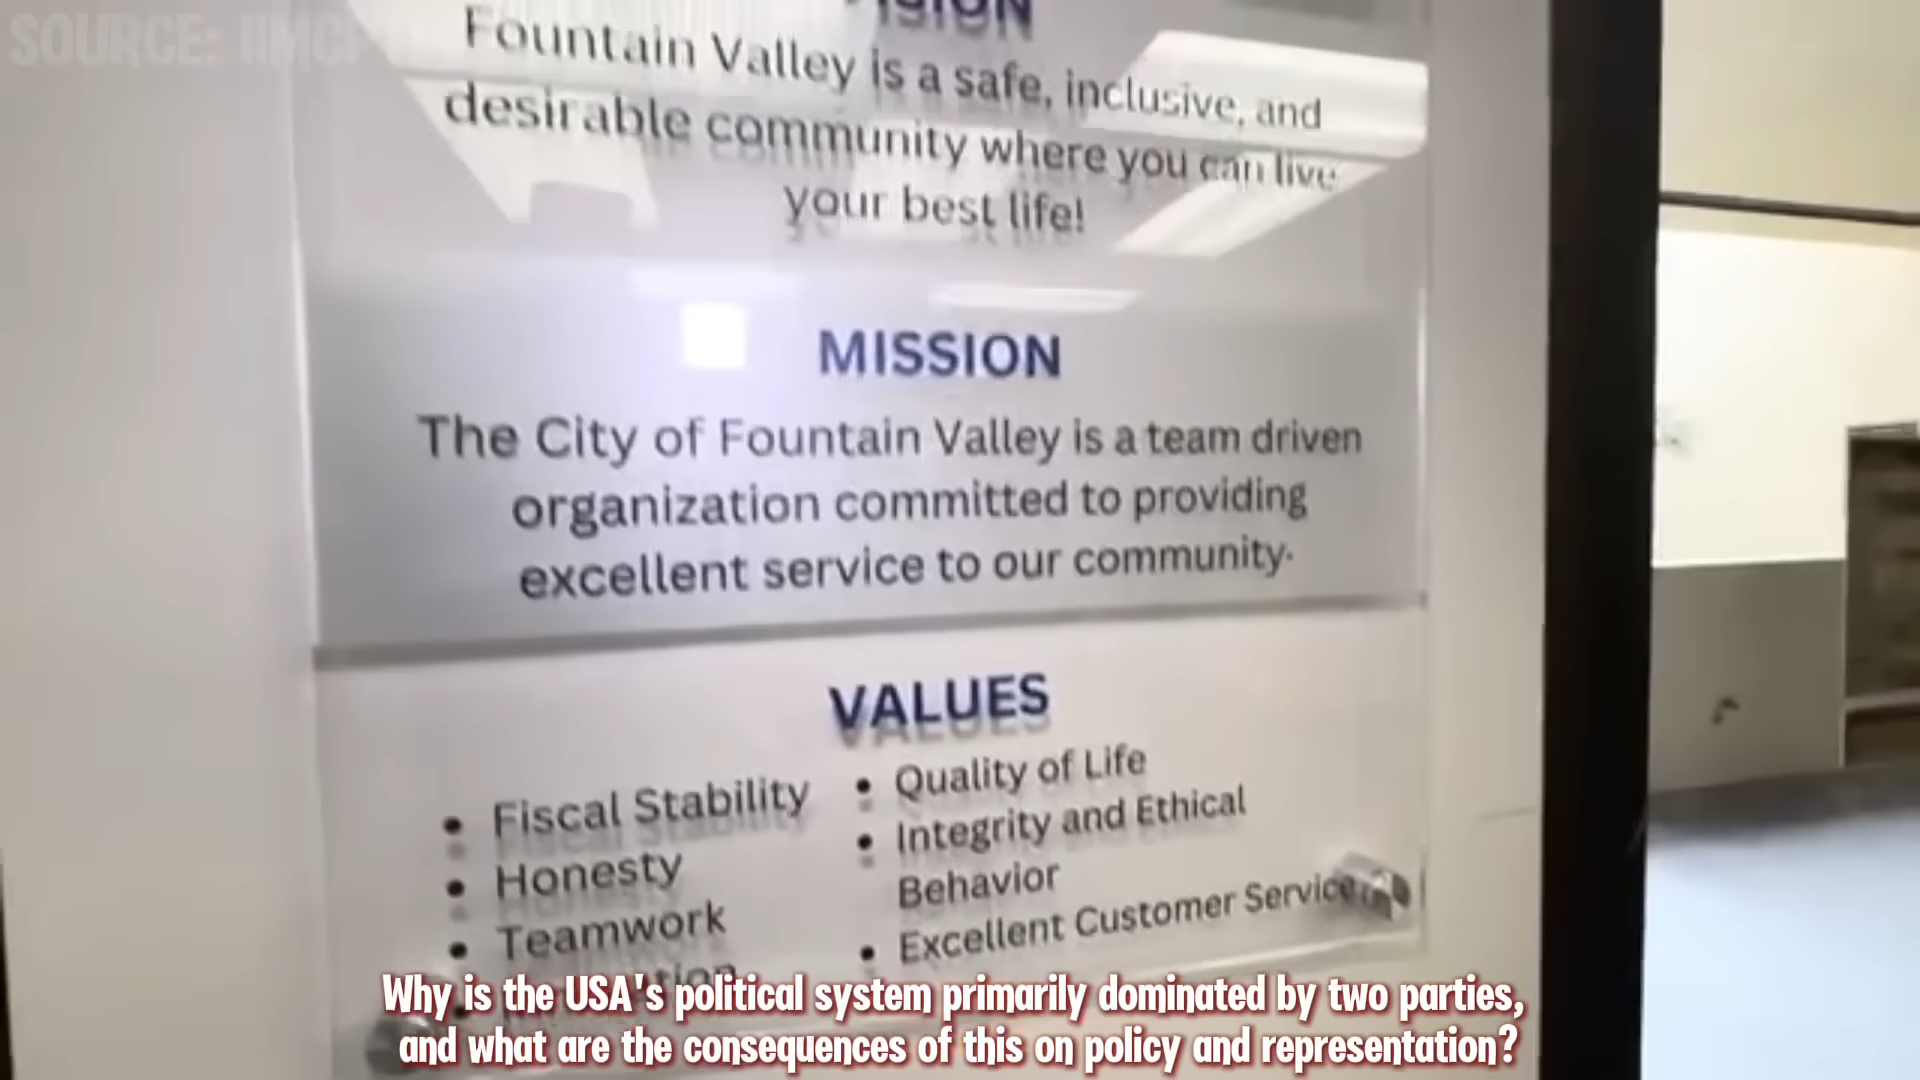 SOURCE:
Fountain Valley is a safe, inclusive, and
desirable community where you can live
your best life!
MISSION
The City of Fountain Valley is a team driven
organization committed to providing
excellent service to our community.
VALUES
• Fiscal Stability
• Honesty
• Teamwork
• Quality of Life
• Integrity and Ethical
Behavior
• Excellent Customer Service
Why is the USA's political system primarily dominated by two parties,
and what are the consequences of this on policy and representation?